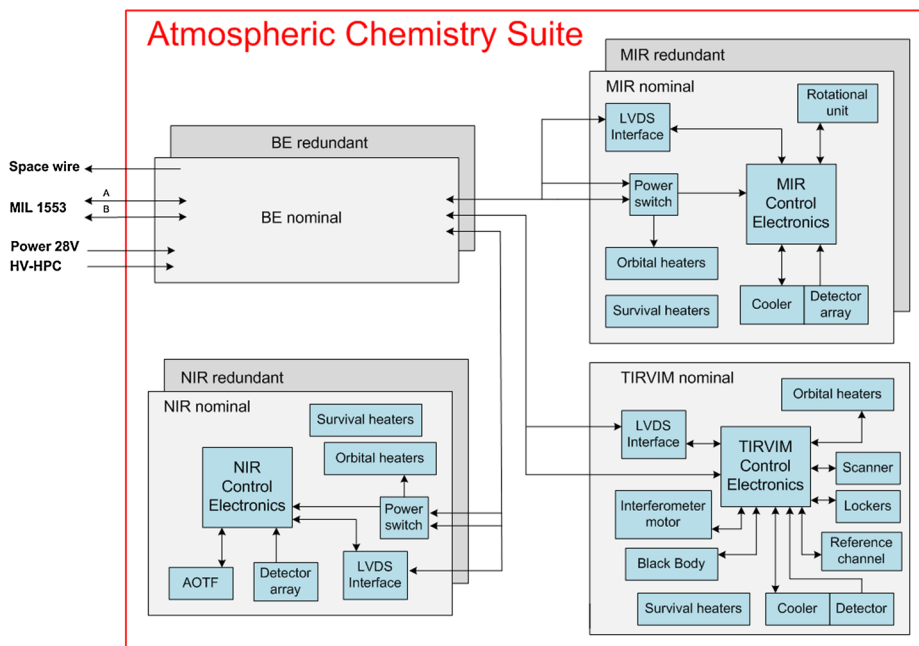 Atmospheric Chemistry Suite
MIR redundant
MIR nominal
LVDS
Interface
Rotational
unit
Power
switch
MIR
Control
Electronics
Orbital heaters
Survival heaters
Cooler
Detector
array
BE redundant
BE nominal
Space wire
A
MIL 1553
B
Power 28V
HV-HPC
NIR redundant
NIR nominal
Survival heaters
Orbital heaters
NIR
Control
Electronics
Power
switch
AOTF
Detector
array
LVDS
Interface
TIRVIM nominal
Orbital heaters
LVDS
Interface
TIRVIM
Control
Electronics
Scanner
Lockers
Interferometer
motor
Reference
channel
Black Body
Survival heaters
Cooler
Detector